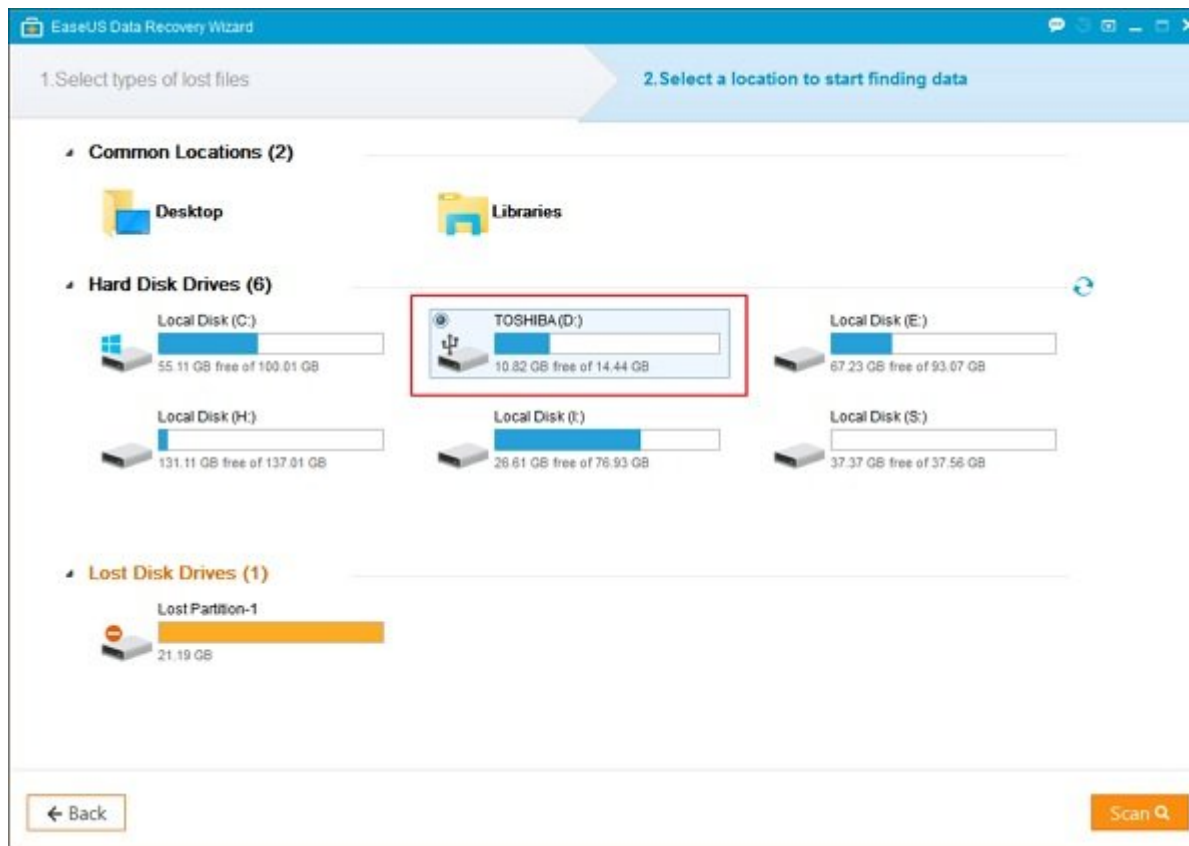 EaseUS Data Recovery Wizard
1.Select types of lost files
2.Select a location to start finding data
Common Locations (2)
Desktop
Libraries
Hard Disk Drives (6)
Local Disk (C:)
55.11 GB free of 100.01 GB
TOSHIBA(D:)
10.82 GB free of 14.44 GB
Local Disk (E:)
67.23 GB free of 93.07 GB
Local Disk (H:)
131.11 GB free of 137.01 GB
Local Disk (I:)
26.61 GB free of 76.93 GB
Local Disk (S:)
37.37 GB free of 37.56 GB
Lost Disk Drives (1)
Lost Partition-1
21.19 GB
Back
Scan